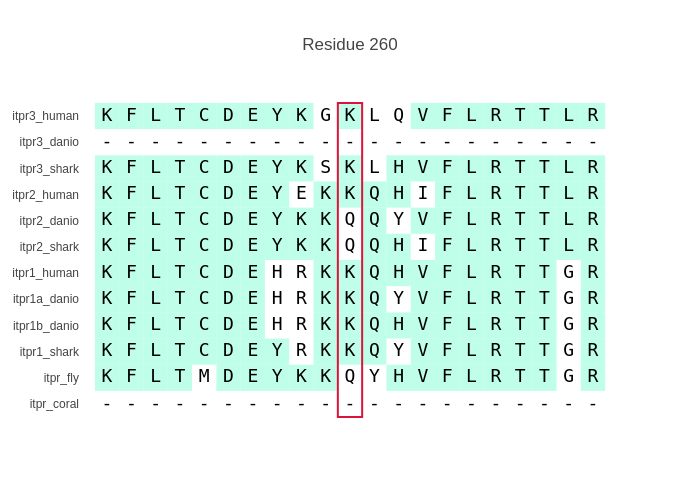 Residue 260
itpr3_human K F L T C D E Y K G K L Q V F L R T T L R
itpr3_danio - - - - - - - - - - - - - - - - - - - - -
itpr3_shark K F L T C D E Y K S K L H V F L R T T L R
itpr2_human K F L T C D E Y E K K Q H I F L R T T L R
itpr2_danio K F L T C D E Y K K Q Q Y V F L R T T L R
itpr2_shark K F L T C D E Y K K Q Q H I F L R T T L R
itpr1_human K F L T C D E H R K K Q H V F L R T T G R
itpr1a_danio K F L T C D E H R K K Q Y V F L R T T G R
itpr1b_danio K F L T C D E H R K K Q H V F L R T T G R
itpr1_shark K F L T C D E Y R K K Q Y V F L R T T G R
itpr_fly K F L T M D E Y K K Q Y H V F L R T T G R
itpr_coral - - - - - - - - - - - - - - - - - - - - -